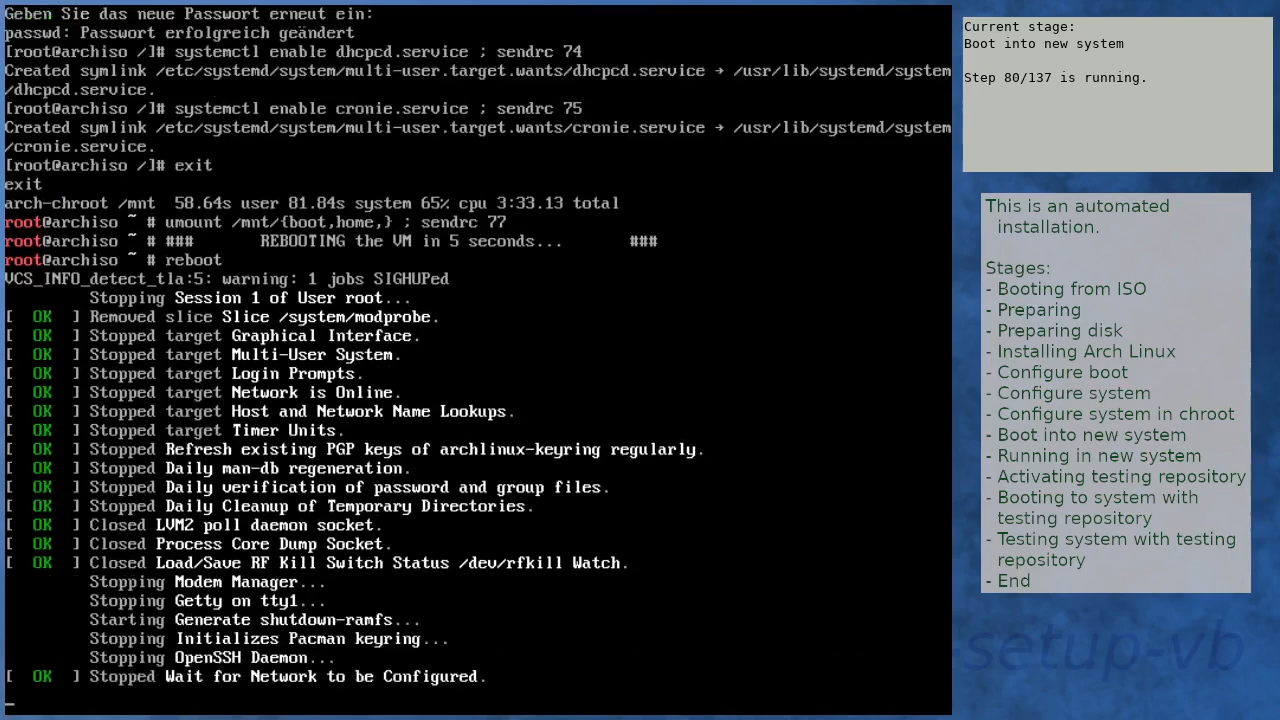 Geben Sie das neue Passwort erneut ein:
passwd: Passwort erfolgreich geändert
[root@archiso /]# systemctl enable dhcpcd.service ; sendrc 74
Created symlink /etc/systemd/system/multi-user.target.wants/dhcpcd.service → /usr/lib/systemd/system
/dhcpcd.service.
[root@archiso /]# systemctl enable cronie.service ; sendrc 75
Created symlink /etc/systemd/system/multi-user.target.wants/cronie.service → /usr/lib/systemd/system
/cronie.service.
[root@archiso /]# exit
exit
arch-chroot /mnt  58.64s user 81.84s system 65% cpu 3:33.13 total
root@archiso ~ # umount /mnt/{boot,home,} ; sendrc 77
root@archiso ~ # ###       REBOOTING the VM in 5 seconds...       ###
root@archiso ~ # reboot
VCS_INFO_detect_tla:5: warning: 1 jobs SIGHUPed
         Stopping Session 1 of User root...
[  OK  ] Removed slice Slice /system/modprobe.
[  OK  ] Stopped target Graphical Interface.
[  OK  ] Stopped target Multi-User System.
[  OK  ] Stopped target Login Prompts.
[  OK  ] Stopped target Network is Online.
[  OK  ] Stopped target Host and Network Name Lookups.
[  OK  ] Stopped target Timer Units.
[  OK  ] Stopped Refresh existing PGP keys of archlinux-keyring regularly.
[  OK  ] Stopped Daily man-db regeneration.
[  OK  ] Stopped Daily verification of password and group files.
[  OK  ] Stopped Daily Cleanup of Temporary Directories.
[  OK  ] Closed LVM2 poll daemon socket.
[  OK  ] Closed Process Core Dump Socket.
[  OK  ] Closed Load/Save RF Kill Switch Status /dev/rfkill Watch.
         Stopping Modem Manager...
         Stopping Getty on tty1...
         Starting Generate shutdown-ramfs...
         Stopping Initializes Pacman keyring...
         Stopping OpenSSH Daemon...
[  OK  ] Stopped Wait for Network to be Configured.
Current stage:
Boot into new system
Step 80/137 is running.
This is an automated
installation.
Stages:
- Booting from ISO
- Preparing
- Preparing disk
- Installing Arch Linux
- Configure boot
- Configure system
- Configure system in chroot
- Boot into new system
- Running in new system
- Activating testing repository
- Booting to system with
testing repository
- Testing system with testing
repository
- End
-setup-vb